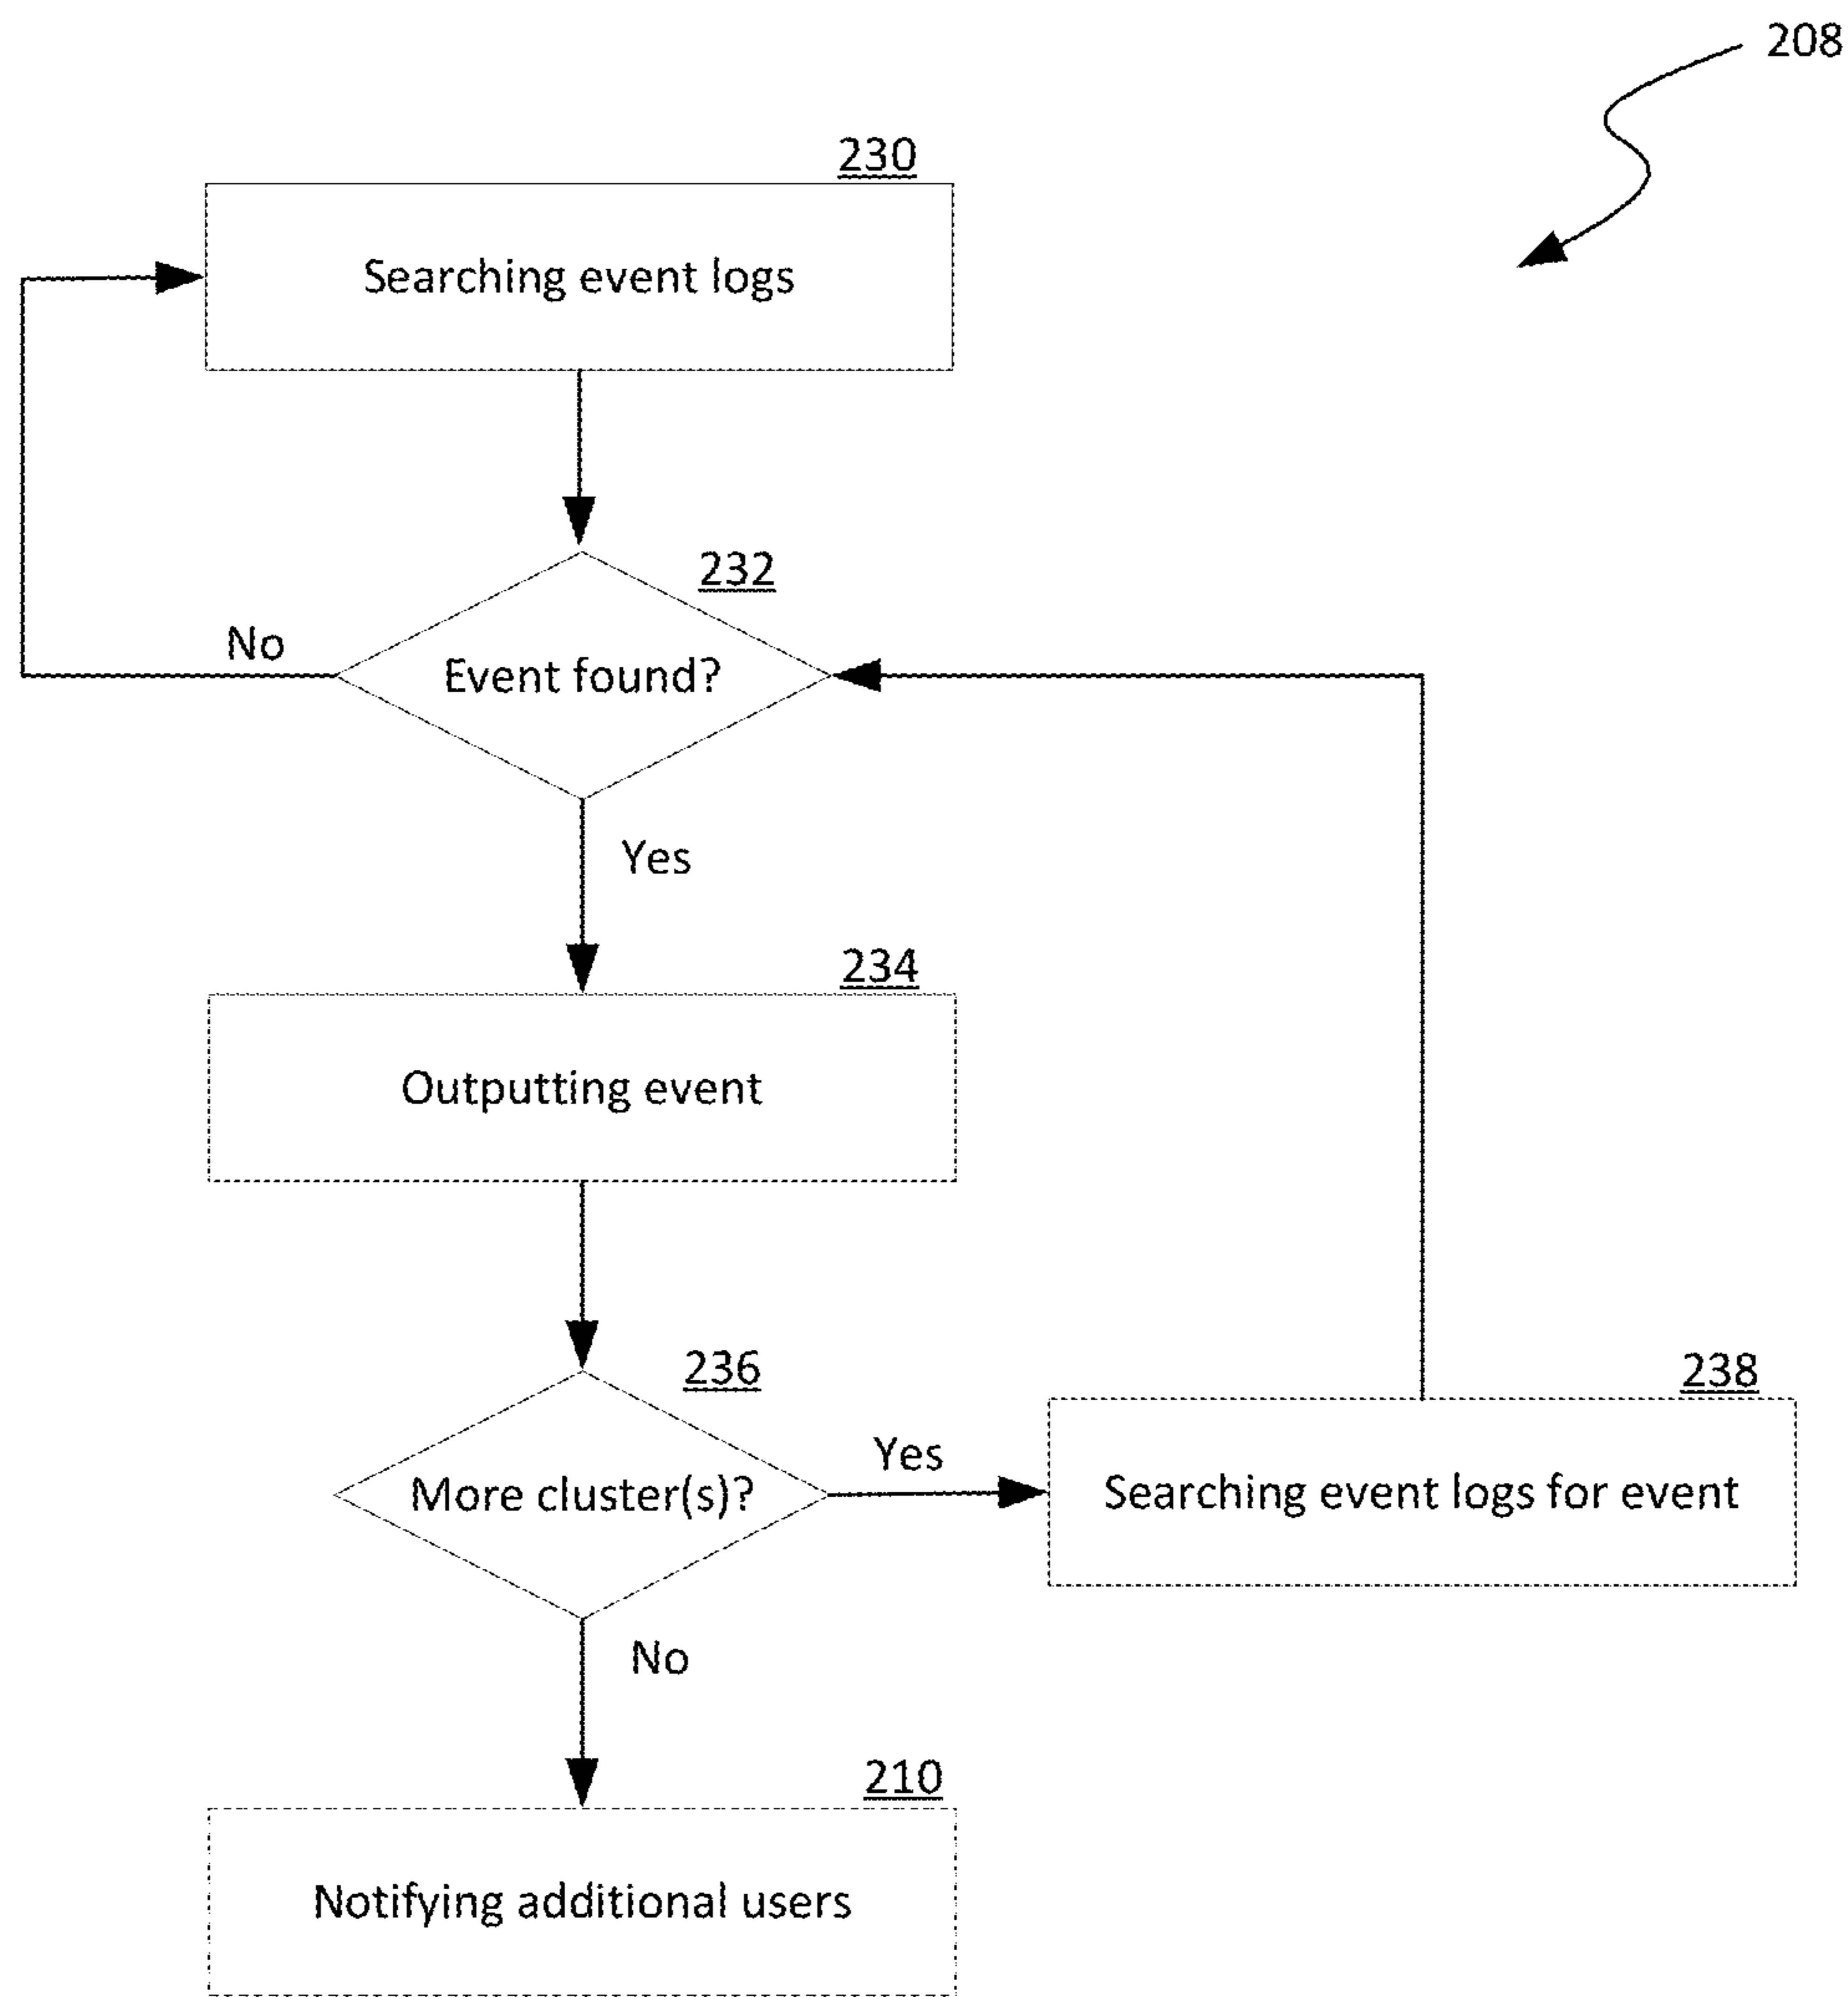 208
230
Searching event logs
232
No
Event found?
Yes
234
Outputting event
236
238
Yes
More cluster(s)?
Searching event logs for event
No
210
Notifying additional users